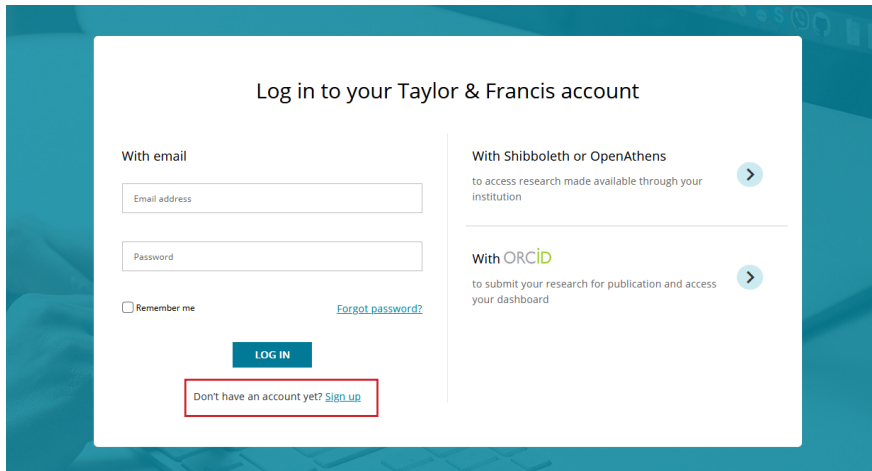 Log in to your Taylor & Francis account
With email
Email address
Password
Remember me
Forgot password?
LOG IN
Don't have an account yet? Sign up
With Shibboleth or OpenAthens
to access research made available through your
institution
With ORCiD
to submit your research for publication and access
your dashboard